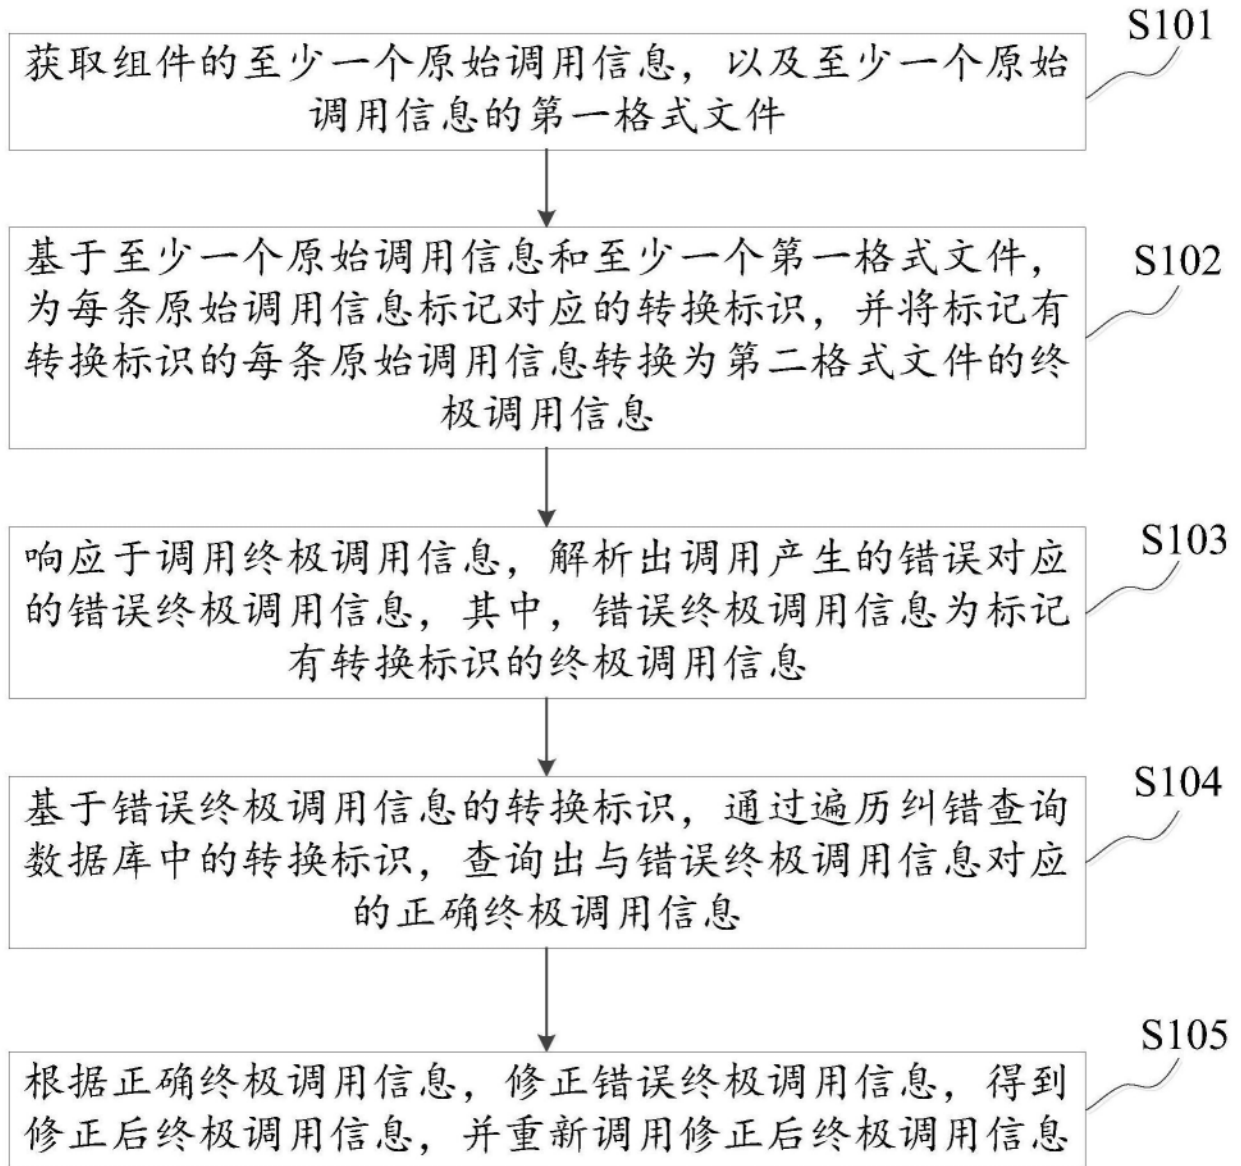 S101
获取组件的至少一个原始调用信息，以及至少一个原始
调用信息的第一格式文件
S102
基于至少一个原始调用信息和至少一个第一格式文件，
为每条原始调用信息标记对应的转换标识，并将标记有
转换标识的每条原始调用信息转换为第二格式文件的终
极调用信息
S103
响应于调用终极调用信息，解析出调用产生的错误对应
的错误终极调用信息，其中，错误终极调用信息为标记
有转换标识的终极调用信息
S104
基于错误终极调用信息的转换标识，通过遍历纠错查询
数据库中的转换标识，查询出与错误终极调用信息对应
的正确终极调用信息
S105
根据正确终极调用信息，修正错误终极调用信息，得到
修正后终极调用信息，并重新调用修正后终极调用信息